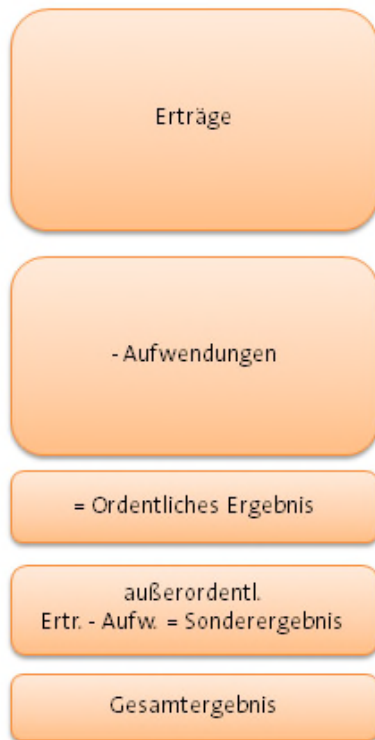 Erträge
- Aufwendungen
= Ordentliches Ergebnis
außerordentl.
Ertr. - Aufw. = Sonderergebnis
Gesamtergebnis